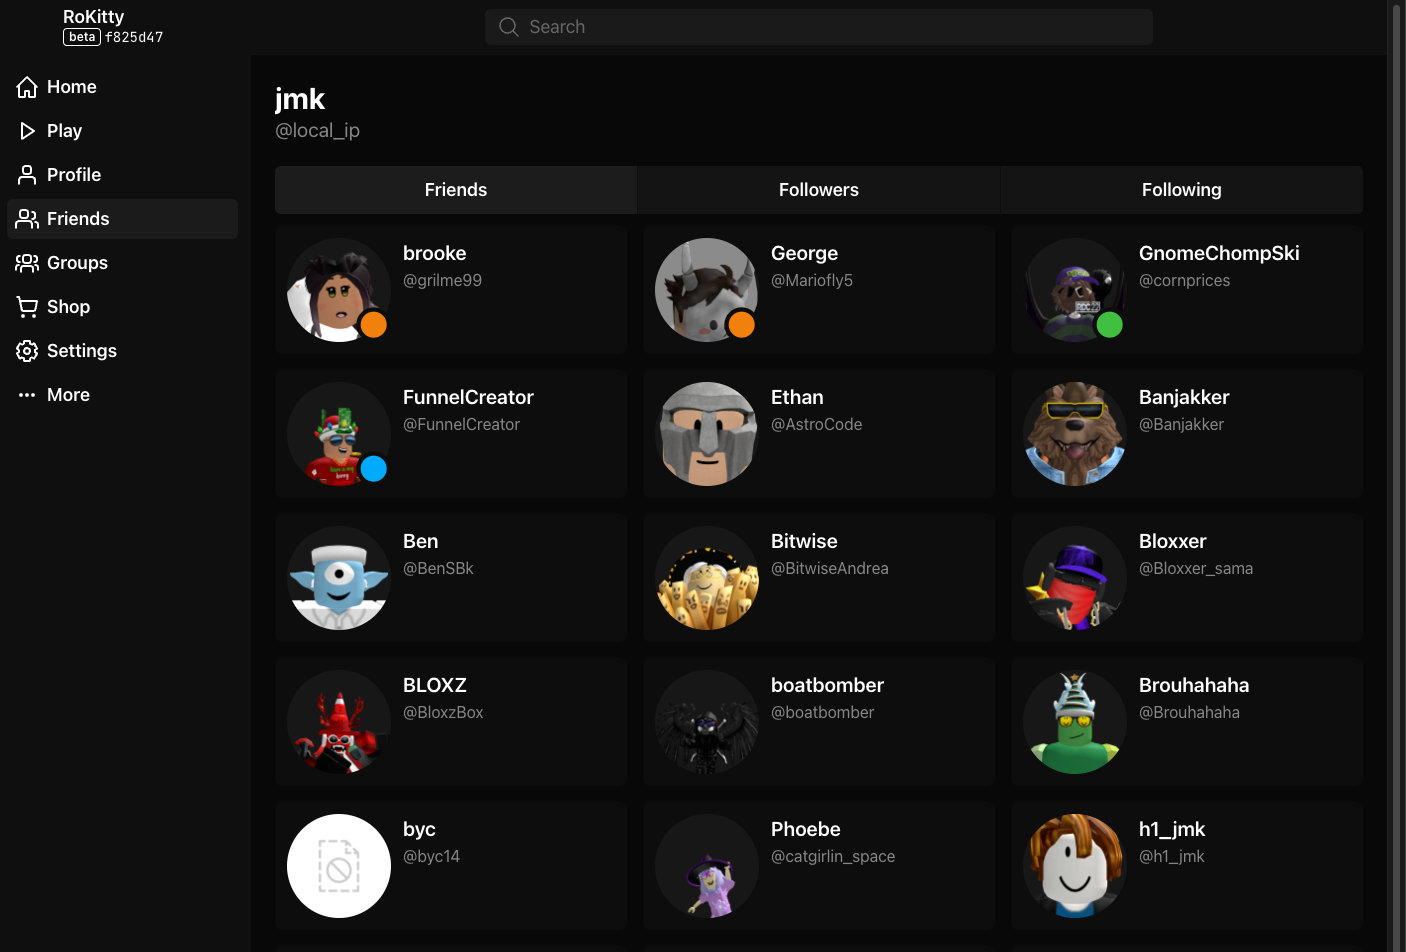 RoKitty
beta f825d47
Search
Home
Play
Profile
Friends
Groups
Shop
Settings
More
jmk
@local_ip
Friends
Followers
Following
brooke
@grilme99
George
@Mariofly5
GnomeChompSki
@cornprices
RDC22
FunnelCreator
@FunnelCreator
Ethan
@AstroCode
Banjakker
@Banjakker
Ben
@BenSBk
Bitwise
@BitwiseAndrea
Bloxxer
@Bloxxer_sama
BLOXZ
@BloxzBox
boatbomber
@boatbomber
Brouhahaha
@Brouhahaha
byc
@byc14
Phoebe
@catgirlin_space
h1_jmk
@h1_jmk